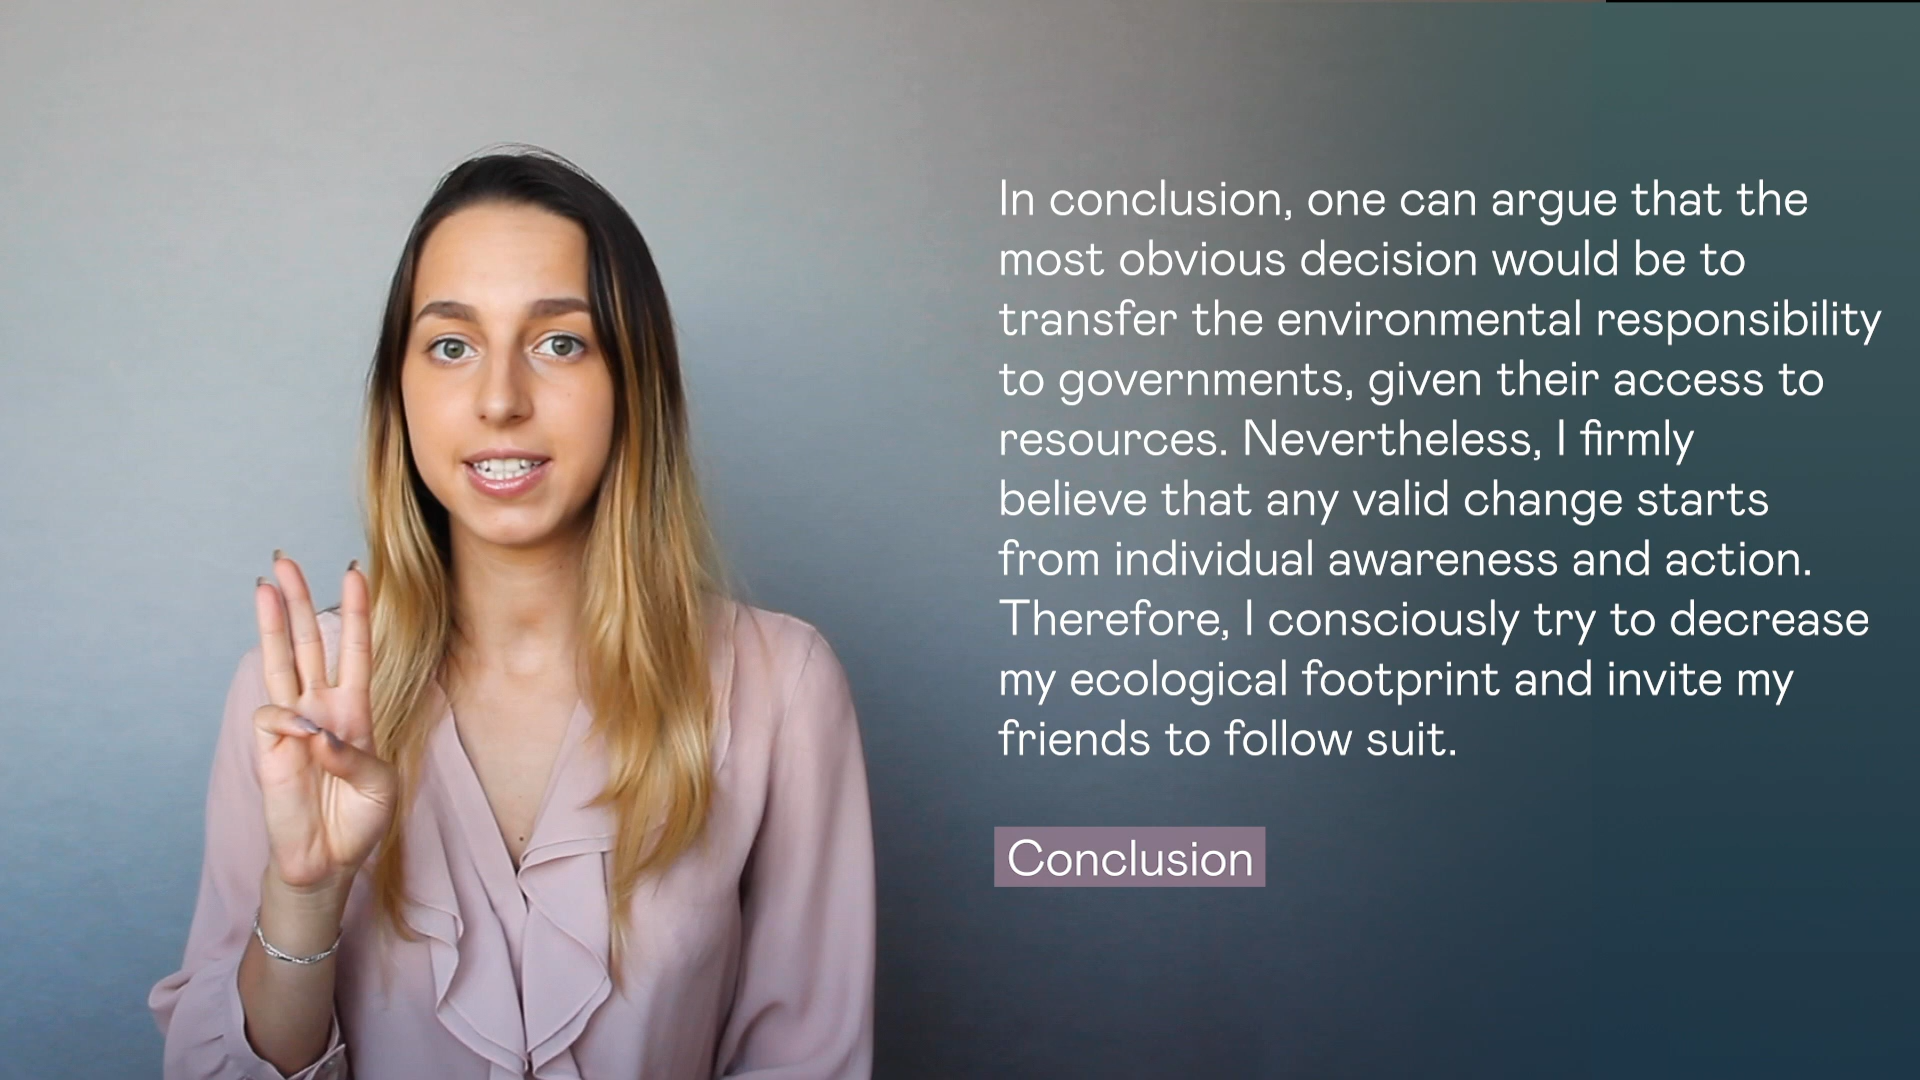 In conclusion, one can argue that the
most obvious decision would be to
transfer the environmental responsibility
to governments, given their access to
resources. Nevertheless, I firmly
believe that any valid change starts
from individual awareness and action.
Therefore, I consciously try to decrease
my ecological footprint and invite my
friends to follow suit.
Conclusion